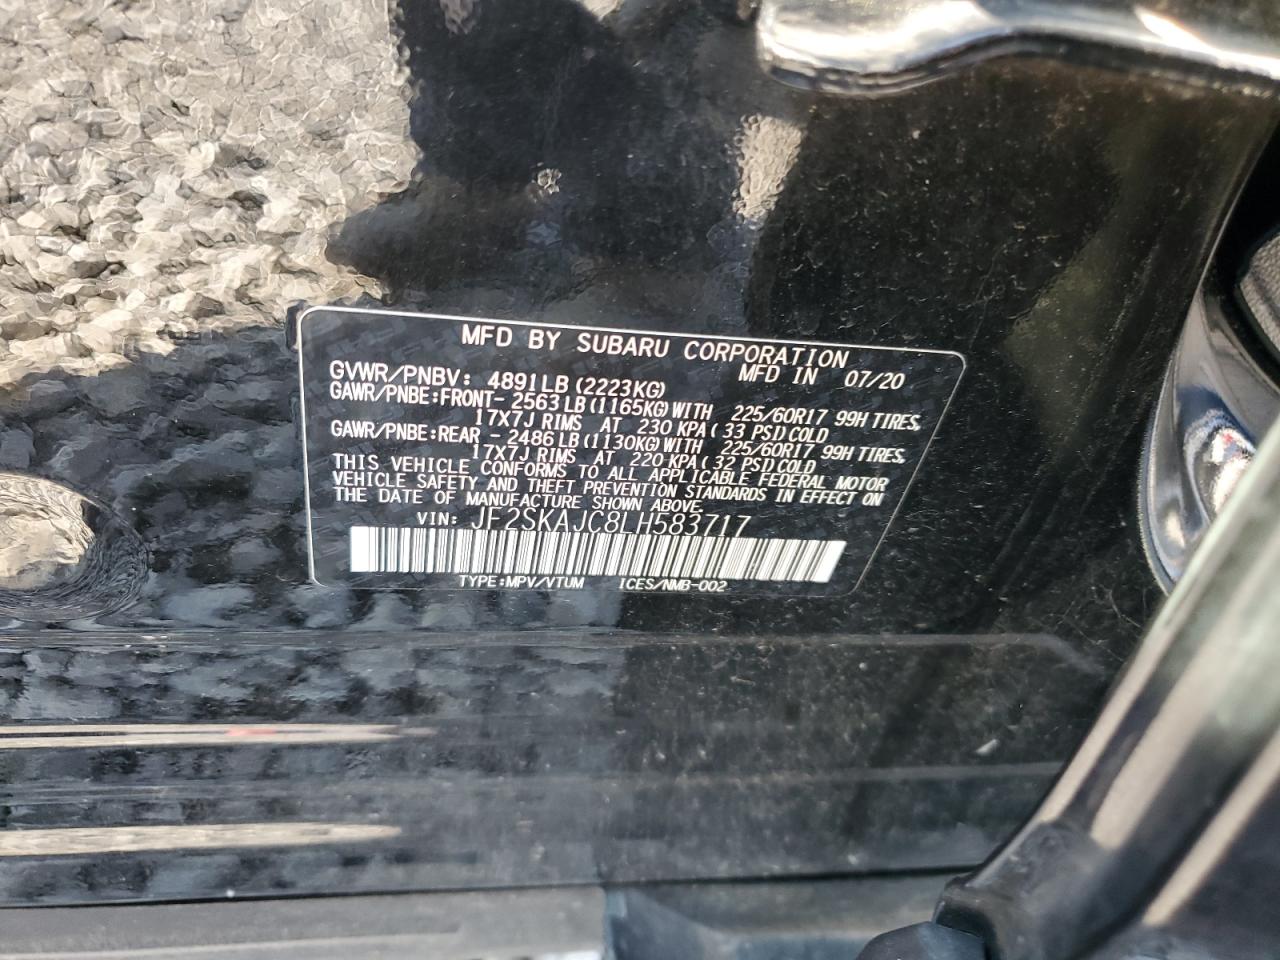 MFD BY SUBARU CORPORATION
MFD IN 07/20
GVWR/PNBV: 4891LB (2223KG)
GAWR/PNBE:FRONT- 2563LB (1165KG) WITH 225/60R17 99H TIRES,
17X7J RIMS AT 230 KPA (33 PSI) COLD
GAWR/PNBE:REAR - 2486LB (1130KG) WITH 225/60R17 99H TIRES,
17X7J RIMS AT 220 KPA (32 PSI) COLD
THIS VEHICLE CONFORMS TO ALL APPLICABLE FEDERAL MOTOR
VEHICLE SAFETY AND THEFT PREVENTION STANDARDS IN EFFECT ON
THE DATE OF MANUFACTURE SHOWN ABOVE.
VIN: JF2SKAJC8LH583717
TYPE:MPV/VTUM ICES/NMB-002